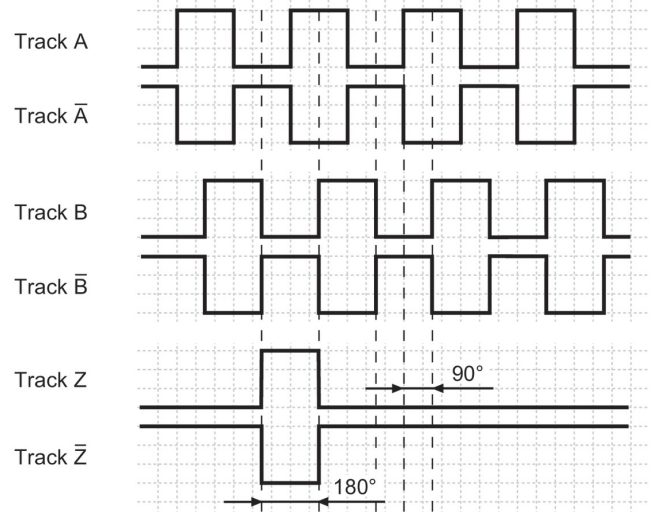 Track A
Track A̅
Track B
Track B̅
Track Z
90°
Track Z̅
180°